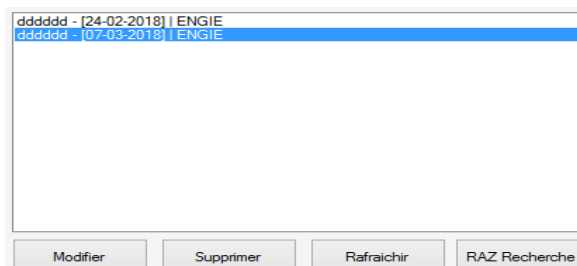 dddddd - [24-02-2018] | ENGIE
dddddd - [07-03-2018] | ENGIE
Modifier Supprimer Rafraichir RAZ Recherche